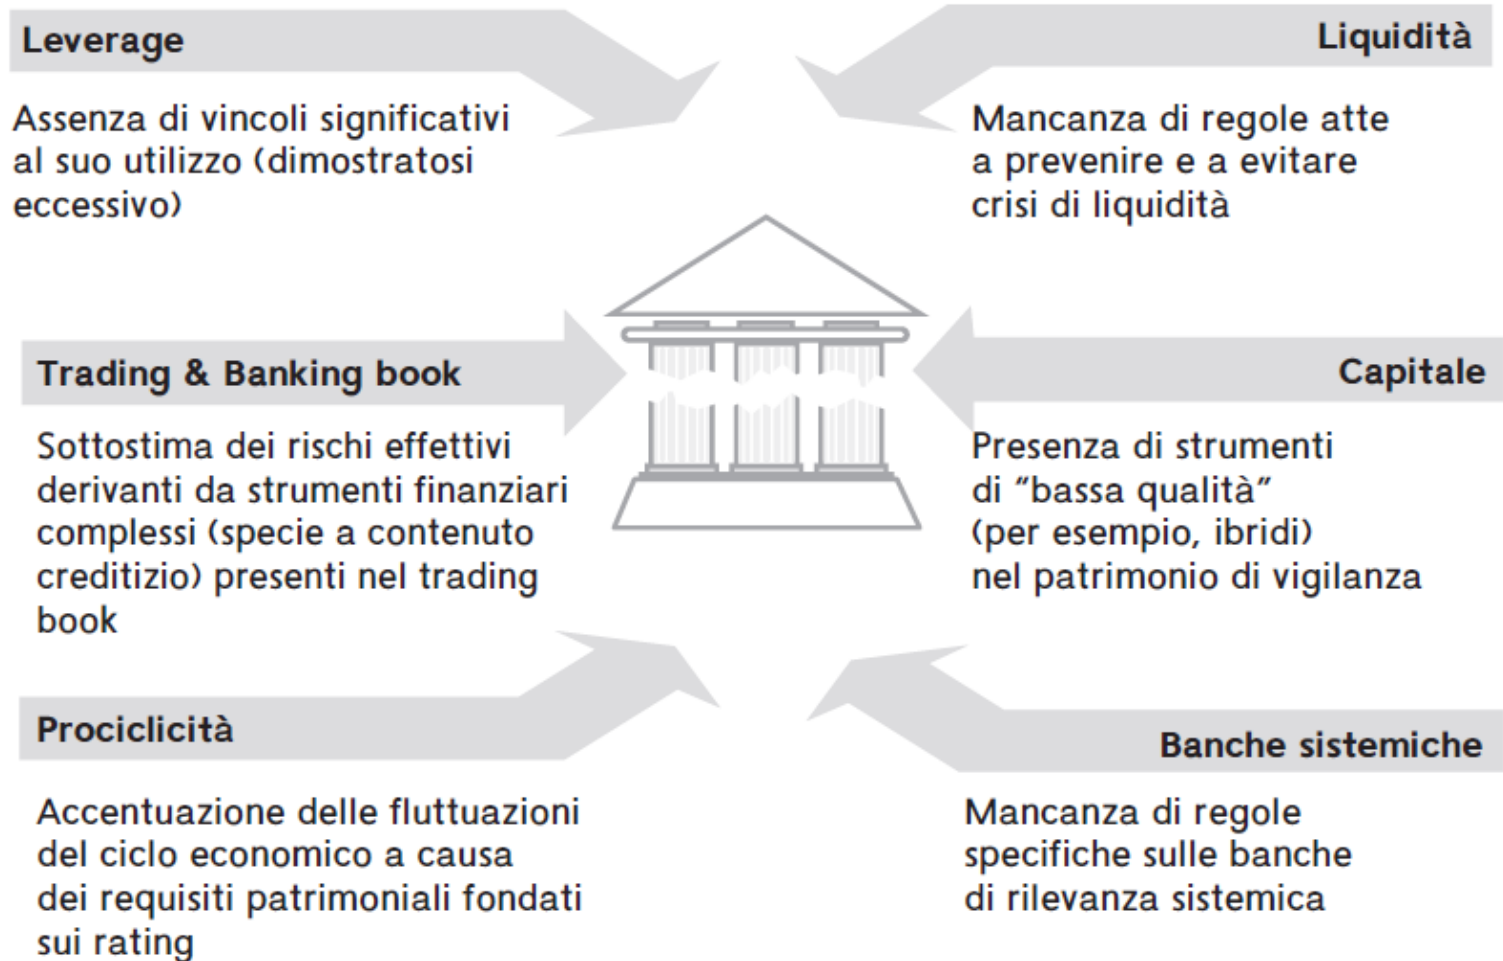 Leverage
Assenza di vincoli significativi
al suo utilizzo (dimostratosi
eccessivo)
Liquidità
Mancanza di regole atte
a prevenire e a evitare
crisi di liquidità
Trading & Banking book
Sottostima dei rischi effettivi
derivanti da strumenti finanziari
complessi (specie a contenuto
creditizio) presenti nel trading
book
Capitale
Presenza di strumenti
di “bassa qualità”
(per esempio, ibridi)
nel patrimonio di vigilanza
Prociclicità
Accentuazione delle fluttuazioni
del ciclo economico a causa
dei requisiti patrimoniali fondati
sui rating
Banche sistemiche
Mancanza di regole
specifiche sulle banche
di rilevanza sistemica